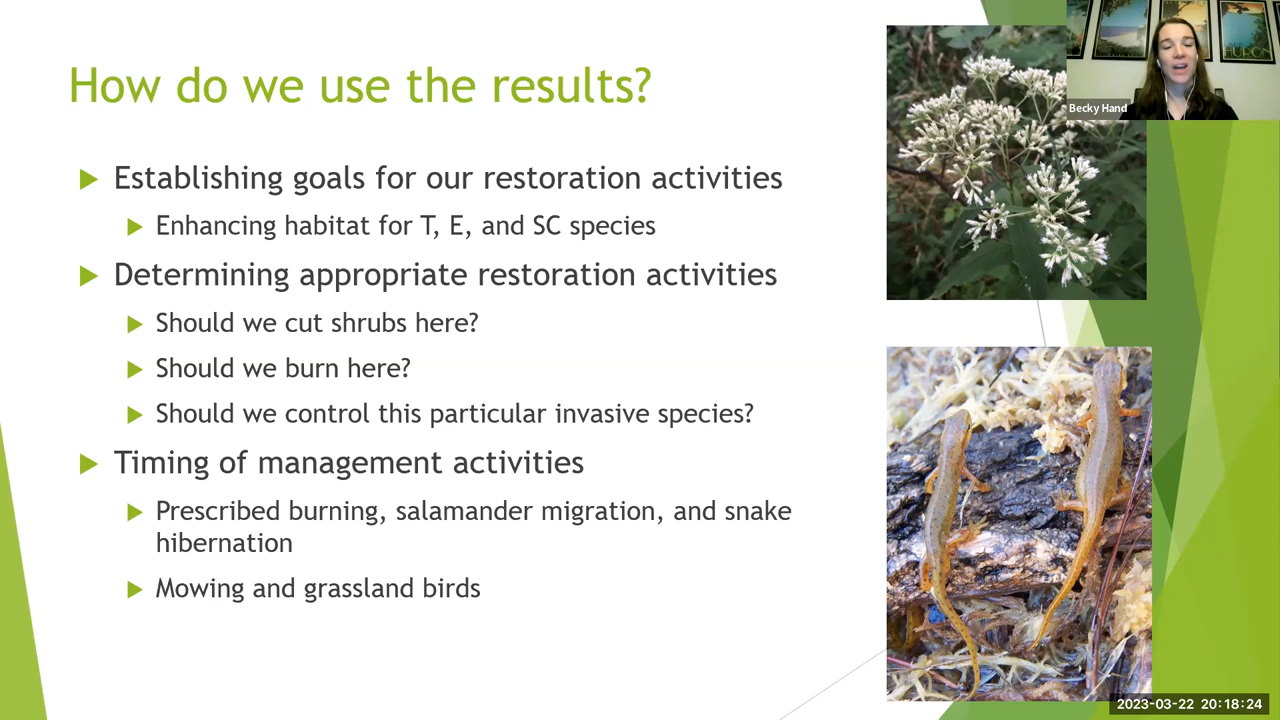 How do we use the results?
Establishing goals for our restoration activities
Enhancing habitat for T, E, and SC species
Determining appropriate restoration activities
Should we cut shrubs here?
Should we burn here?
Should we control this particular invasive species?
Timing of management activities
Prescribed burning, salamander migration, and snake
hibernation
Mowing and grassland birds
HURON
Becky Hand
2023-03-22 20:18:24